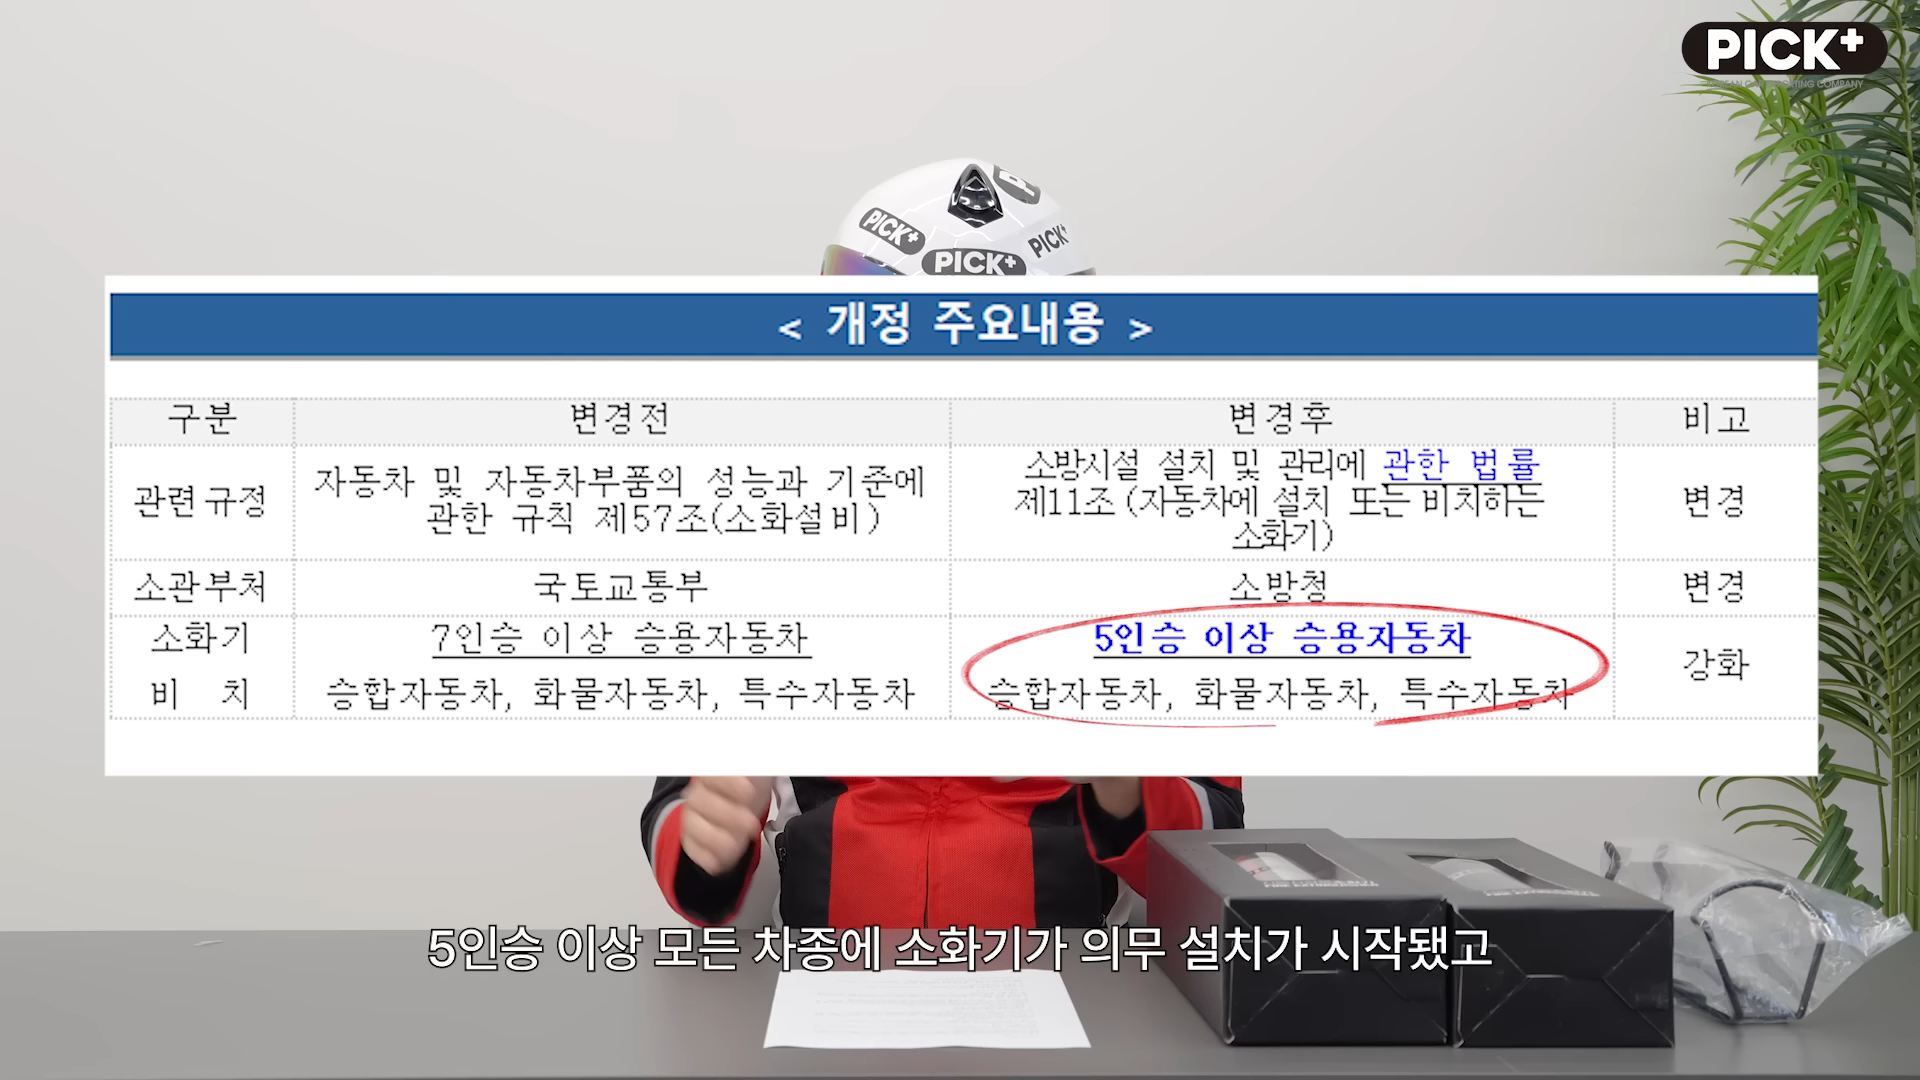 PICK+
PICK+
PICK+
PICK+
< 개정 주요내용 >
구분 변경전 변경후 비고
관련 규정
자동차 및 자동차부품의 성능과 기준에
관한 규칙 제57조(소화설비)
소방시설 설치 및 관리에 관한 법률
제11조 (자동차에 설치 또는 비치하는
소화기)
변경
소관부처 국토교통부 소방청 변경
소화기
비 치
7인승 이상 승용자동차
승합자동차, 화물자동차, 특수자동차
5인승 이상 승용자동차
승합자동차, 화물자동차, 특수자동차
강화
5인승 이상 모든 차종에 소화기가 의무 설치가 시작됐고